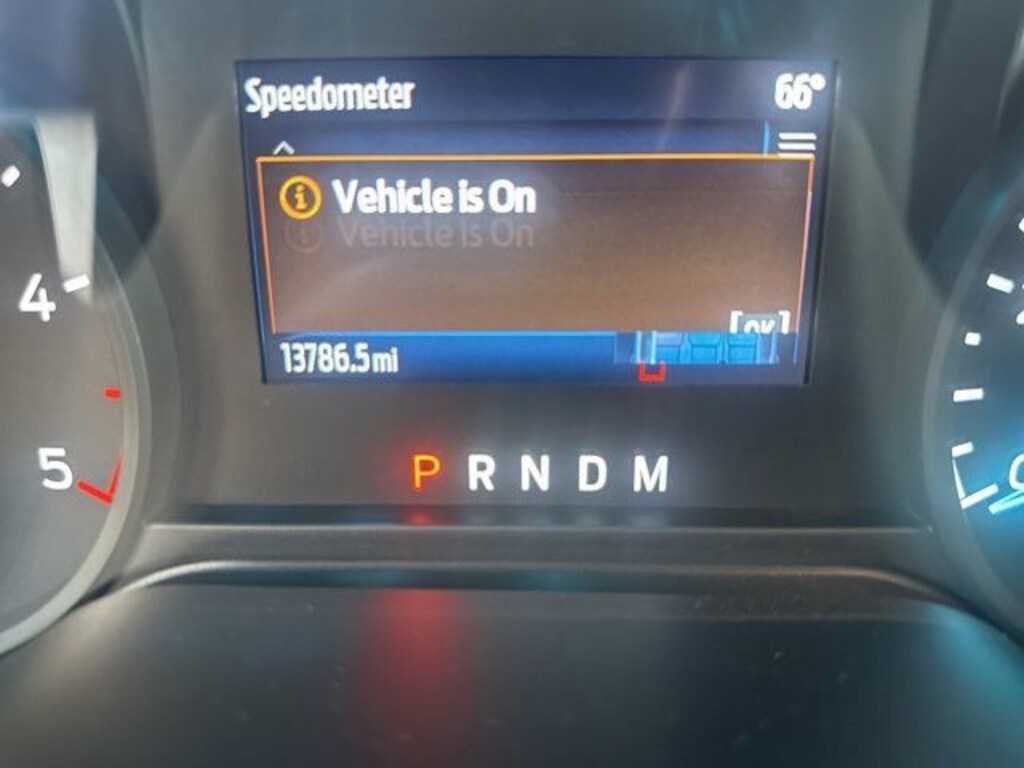 Speedometer 66°
Vehicle is On
Vehicle is On
[OK]
13786.5mi
4
5
P R N D M